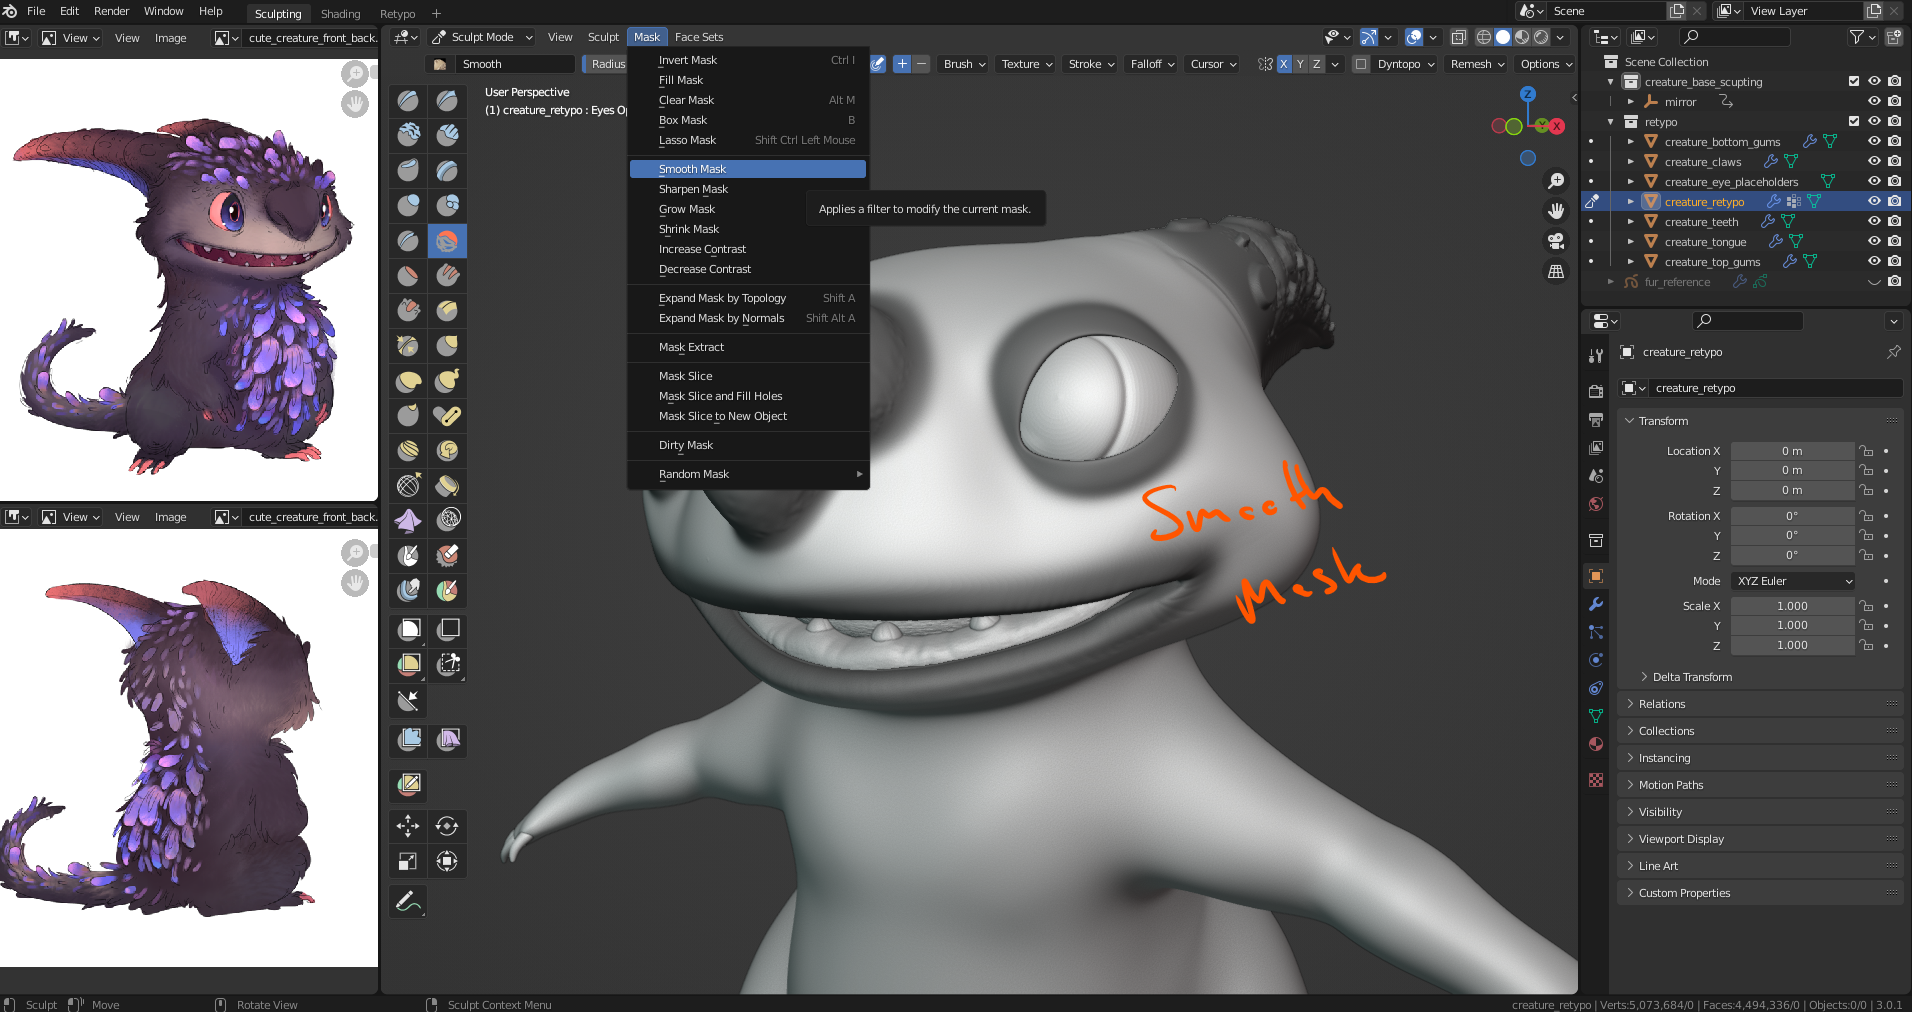 File Edit Render Window Help Sculpting Shading Retypo + Scene View Layer
View View Image cute_creature_front_back.
Sculpt Mode View Sculpt Mask Face Sets
Smooth Radius Brush Texture Stroke Falloff Cursor X Y Z Dyntopo Remesh Options
User Perspective
(1) creature_retypo : Eyes Op
Invert Mask Ctrl I
Fill Mask
Clear Mask Alt M
Box Mask B
Lasso Mask Shift Ctrl Left Mouse
Smooth Mask
Sharpen Mask
Grow Mask
Shrink Mask
Increase Contrast
Decrease Contrast
Expand Mask by Topology Shift A
Expand Mask by Normals Shift Alt A
Mask Extract
Mask Slice
Mask Slice and Fill Holes
Mask Slice to New Object
Dirty Mask
Random Mask
Applies a filter to modify the current mask.
Z
Y X
Smooth
Mask
View View Image cute_creature_front_back.
Scene Collection
creature_base_scupting
mirror
retypo
creature_bottom_gums
creature_claws
creature_eye_placeholders
creature_retypo
creature_teeth
creature_tongue
creature_top_gums
fur_reference
creature_retypo
creature_retypo
Transform
Location X 0 m
Y 0 m
Z 0 m
Rotation X 0°
Y 0°
Z 0°
Mode XYZ Euler
Scale X 1.000
Y 1.000
Z 1.000
Delta Transform
Relations
Collections
Instancing
Motion Paths
Visibility
Viewport Display
Line Art
Custom Properties
Sculpt Move Rotate View Sculpt Context Menu creature_retypo | Verts:5,073,684/0 | Faces:4,494,336/0 | Objects:0/0 | 3.0.1